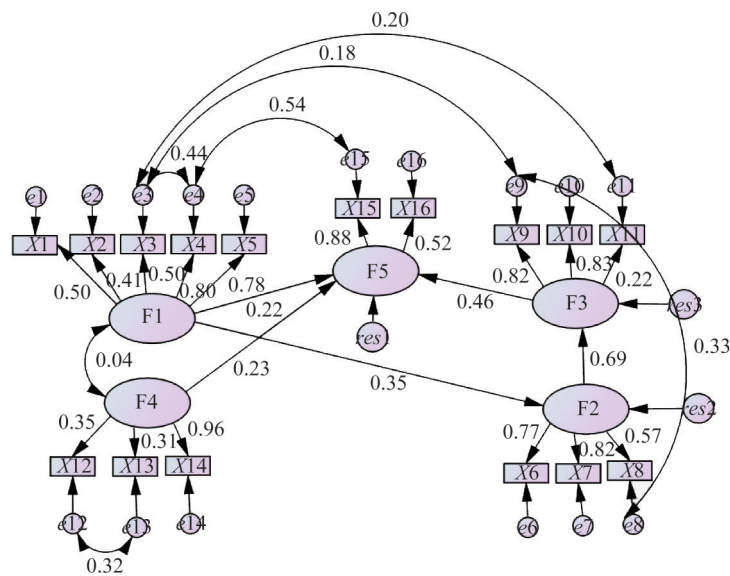 0.20
0.18
0.54
0.44
e1
e2
e3
e4
e5
e15
e16
e9
e10
e11
X1
X2
X3
X4
X5
X15
X16
X9
X10
X11
0.50
0.41
0.50
0.80
0.78
0.88
0.52
0.82
0.83
0.22
F1
F5
F3
0.22
0.46
res1
res3
0.04
0.23
0.35
0.69
0.33
F4
F2
res2
0.35
0.31
0.96
0.77
0.82
0.57
X12
X13
X14
X6
X7
X8
e12
e13
e14
e6
e7
e8
0.32